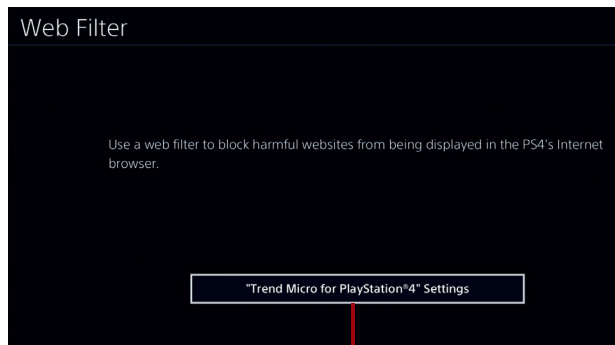 Web Filter
Use a web filter to block harmful websites from being displayed in the PS4's Internet
browser.
"Trend Micro for PlayStation®4" Settings